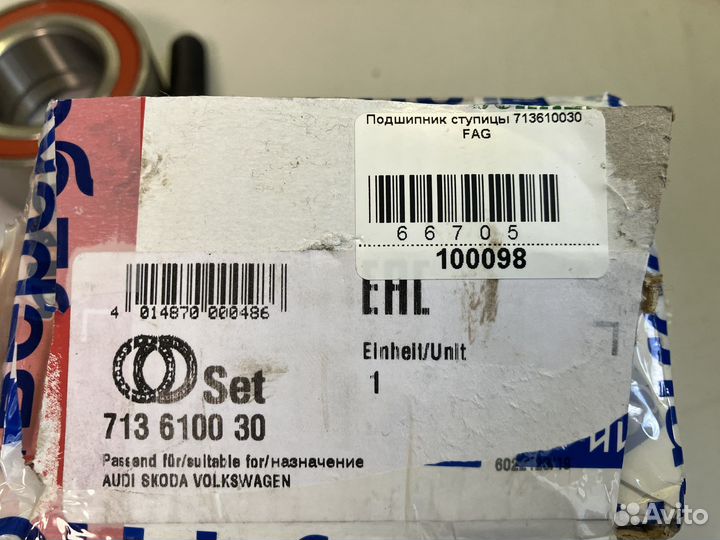 Подшипник ступицы 713610030
FAG
66705
100098
4 014870 000486
EAC
Einheit/Unit
1
Set
713 6100 30
Passend für/suitable for/назначение
AUDI SKODA VOLKSWAGEN
Avito